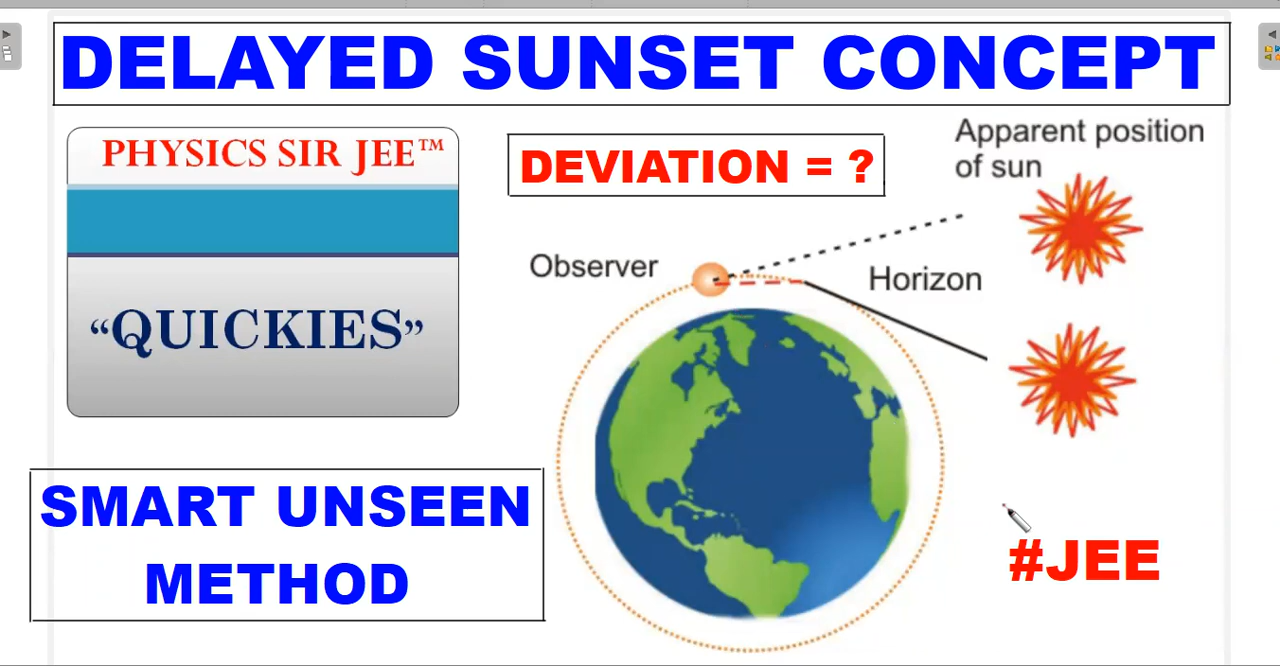 DELAYED SUNSET CONCEPT
PHYSICS SIR JEE™
DEVIATION = ?
Apparent position
of sun
Observer
Horizon
“QUICKIES”
SMART UNSEEN
METHOD
#JEE